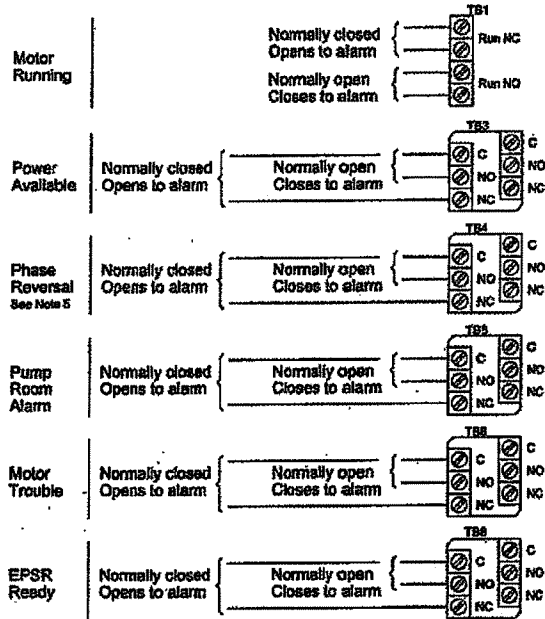 TB1
Normally closed
Opens to alarm
Run NC
Motor
Running
Normally open
Closes to alarm
Run NO
TB3
Power
Available
Normally closed
Opens to alarm
Normally open
Closes to alarm
C
NO
NC
C
NO
NC
TB4
Phase
Reversal
See Note 5
Normally closed
Opens to alarm
Normally open
Closes to alarm
C
NO
NC
C
NO
NC
TB5
Pump
Room
Alarm
Normally closed
Opens to alarm
Normally open
Closes to alarm
C
NO
NC
C
NO
NC
Motor
Trouble
Normally closed
Opens to alarm
Normally open
Closes to alarm
C
NO
NC
C
NO
NC
EPSR
Ready
Normally closed
Opens to alarm
Normally open
Closes to alarm
C
NO
NC
C
NO
NC